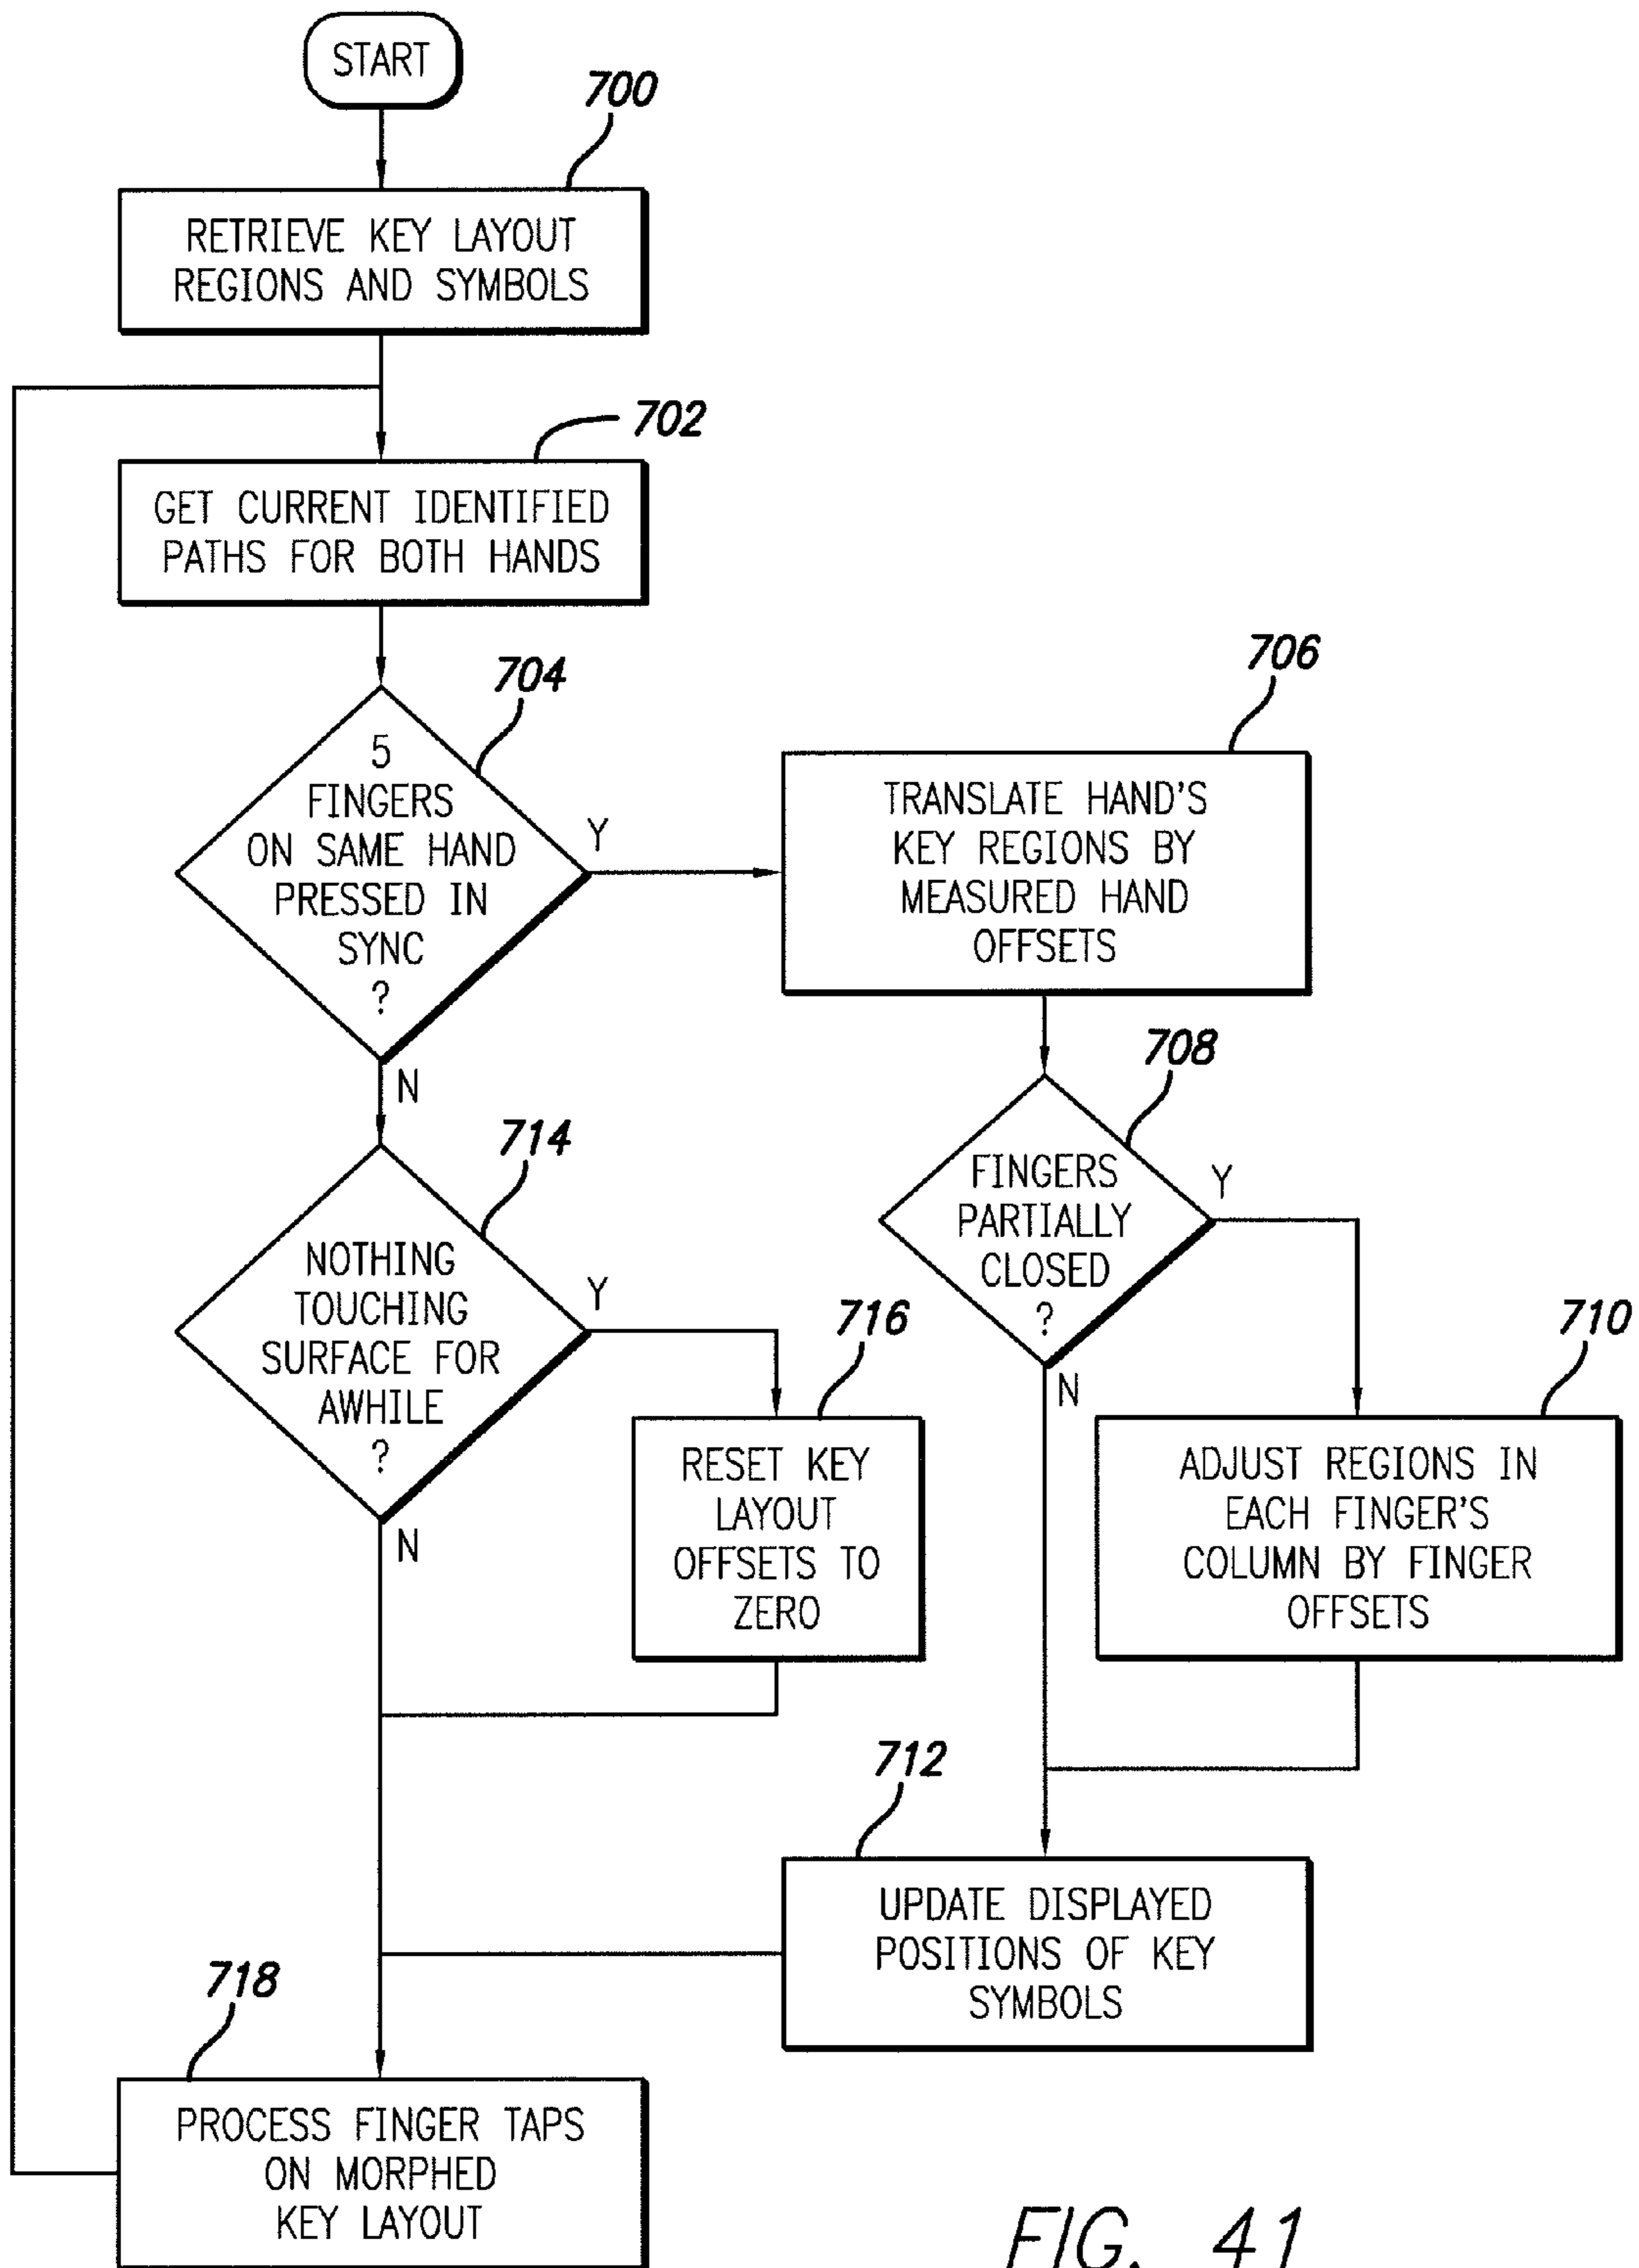 START
700
RETRIEVE KEY LAYOUT
REGIONS AND SYMBOLS
702
GET CURRENT IDENTIFIED
PATHS FOR BOTH HANDS
704
5
FINGERS
ON SAME HAND
PRESSED IN
SYNC
?
Y
N
706
TRANSLATE HAND'S
KEY REGIONS BY
MEASURED HAND
OFFSETS
708
FINGERS
PARTIALLY
CLOSED
?
Y
N
710
ADJUST REGIONS IN
EACH FINGER'S
COLUMN BY FINGER
OFFSETS
714
NOTHING
TOUCHING
SURFACE FOR
AWHILE
?
Y
N
716
RESET KEY
LAYOUT
OFFSETS TO
ZERO
712
UPDATE DISPLAYED
POSITIONS OF KEY
SYMBOLS
718
PROCESS FINGER TAPS
ON MORPHED
KEY LAYOUT
FIG. 41